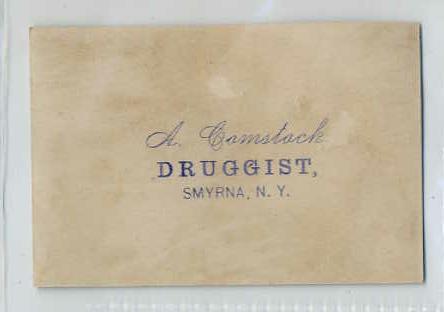 A. Comstock
DRUGGIST,
SMYRNA, N. Y.